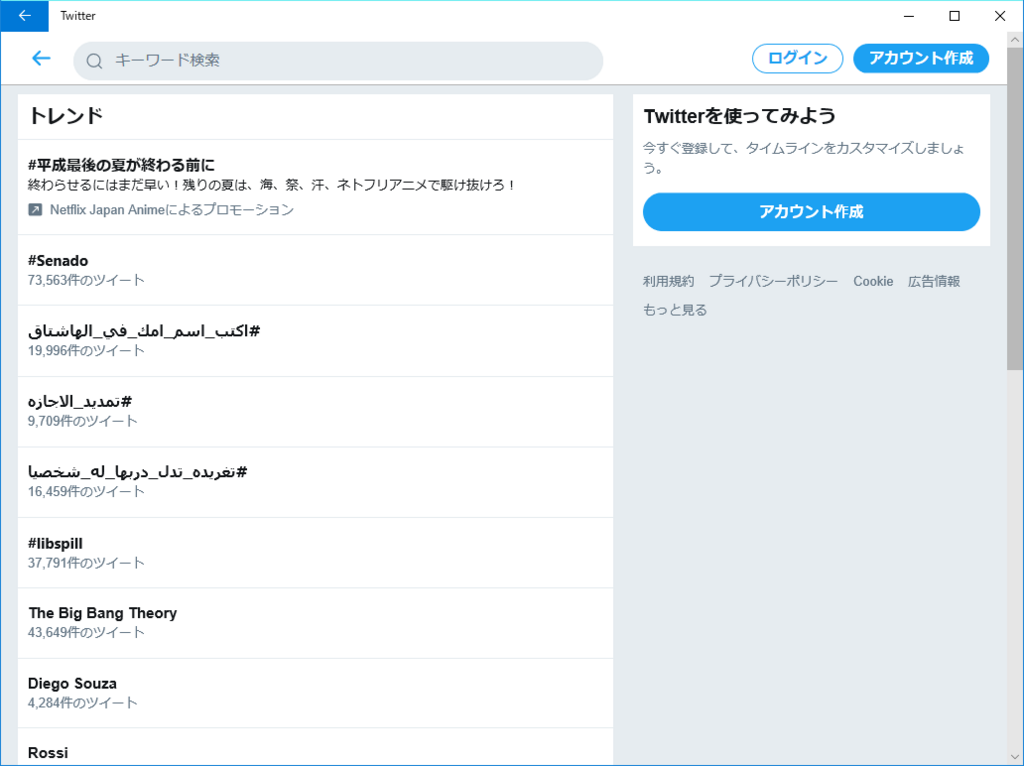 Twitter
キーワード検索
ログイン
アカウント作成
トレンド
#平成最後の夏が終わる前に
終わらせるにはまだ早い！残りの夏は、海、祭、汗、ネトフリアニメで駆け抜けろ！
Netflix Japan Animeによるプロモーション
#Senado
73,563件のツイート
#اكتب_اسم_امك_في_الهاشتاق
19,996件のツイート
#تمديد_الاجازه
9,709件のツイート
#تغريده_تدل_دربها_له_شخصيا
16,459件のツイート
#libspill
37,791件のツイート
The Big Bang Theory
43,649件のツイート
Diego Souza
4,284件のツイート
Rossi
Twitterを使ってみよう
今すぐ登録して、タイムラインをカスタマイズしましょ
う。
アカウント作成
利用規約 プライバシーポリシー Cookie 広告情報
もっと見る